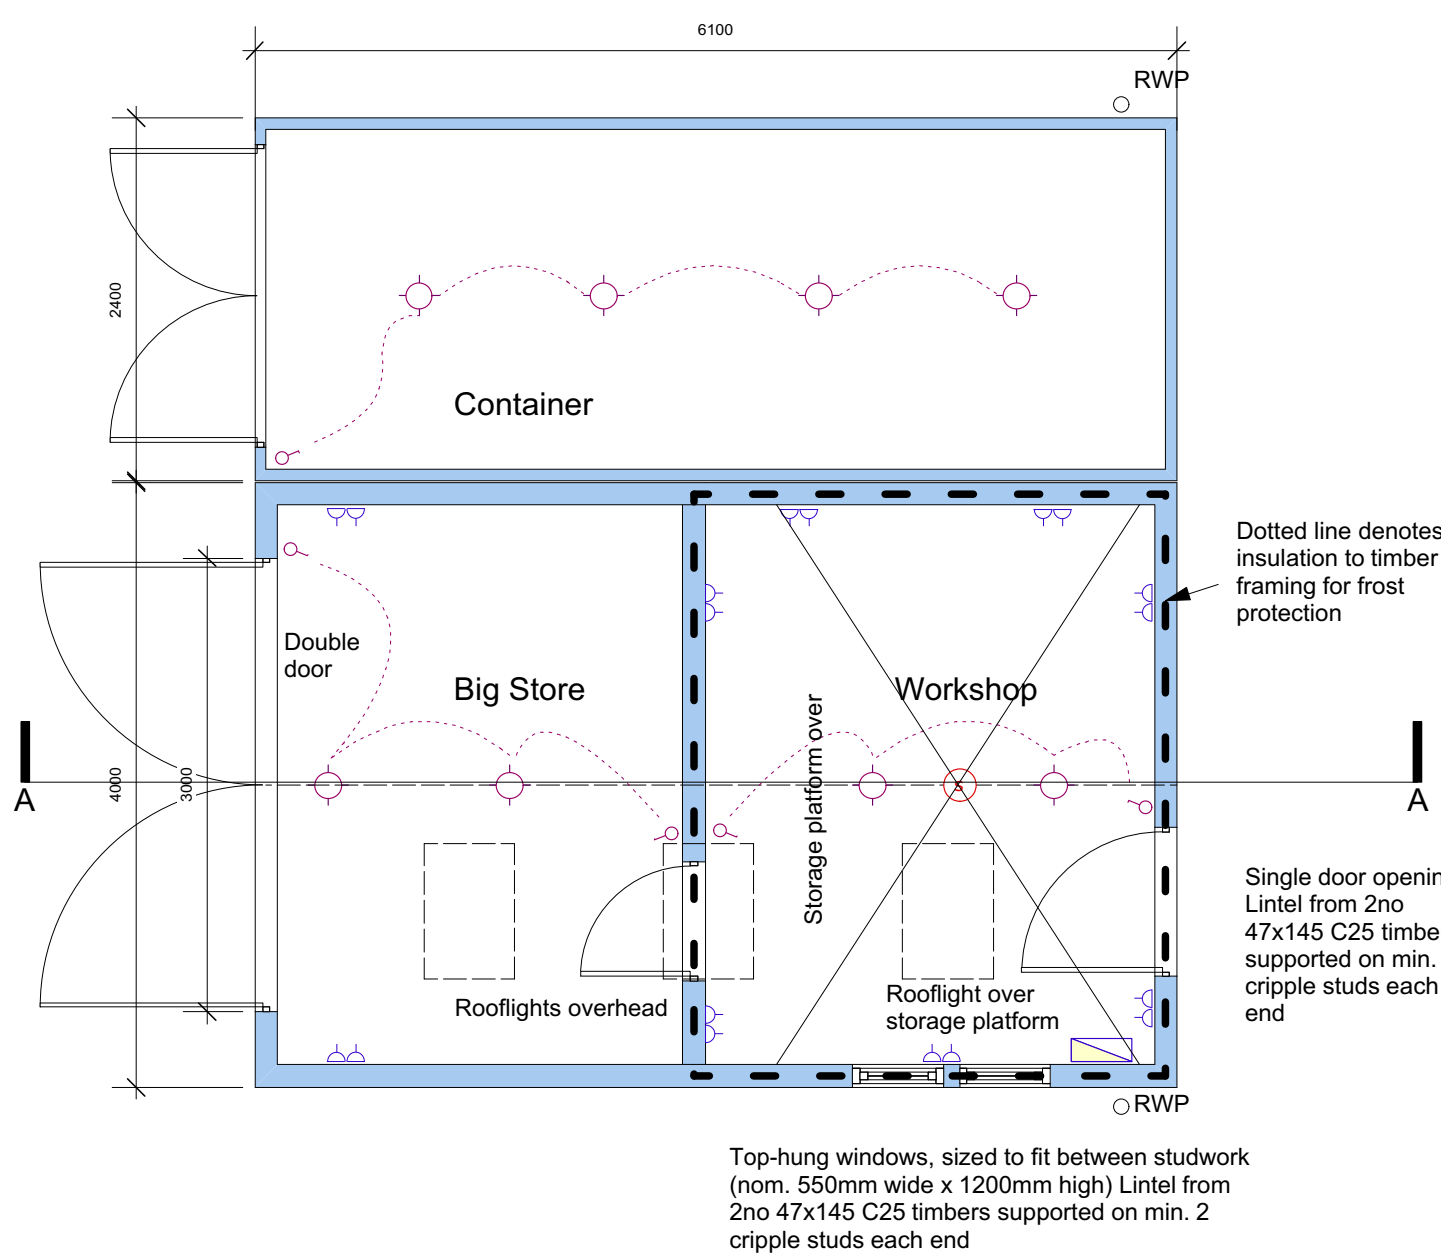 6100
RWP
2400
Container
Dotted line denotes
insulation to timber
framing for frost
protection
Double
door
Big Store
Workshop
Storage platform over
4000
3000
A
A
S
Single door openin
Lintel from 2no
47x145 C25 timbe
supported on min.
cripple studs each
end
Rooflights overhead
Rooflight over
storage platform
RWP
Top-hung windows, sized to fit between studwork
(nom. 550mm wide x 1200mm high) Lintel from
2no 47x145 C25 timbers supported on min. 2
cripple studs each end